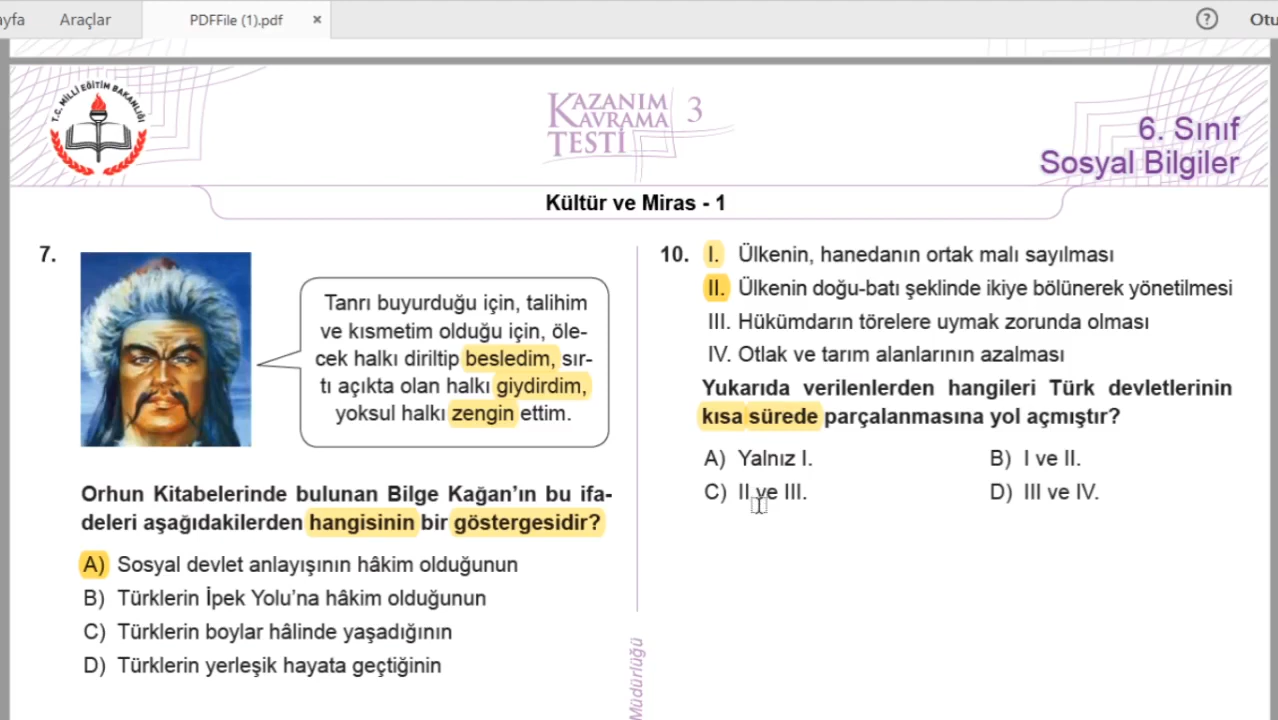 ayfa
Araçlar
PDFFile (1).pdf
×
?
Otu
T.C. MİLLÎ EĞİTİM BAKANLIĞI
KAZANIM
KAVRAMA
TESTİ
3
6. Sınıf
Sosyal Bilgiler
Kültür ve Miras - 1
7.
Tanrı buyurduğu için, talihim
ve kısmetim olduğu için, öle-
cek halkı diriltip besledim, sır-
tı açıkta olan halkı giydirdim,
yoksul halkı zengin ettim.
Orhun Kitabelerinde bulunan Bilge Kağan’ın bu ifa-
deleri aşağıdakilerden hangisinin bir göstergesidir?
A) Sosyal devlet anlayışının hâkim olduğunun
B) Türklerin İpek Yolu’na hâkim olduğunun
C) Türklerin boylar hâlinde yaşadığının
D) Türklerin yerleşik hayata geçtiğinin
10. I. Ülkenin, hanedanın ortak malı sayılması
II. Ülkenin doğu-batı şeklinde ikiye bölünerek yönetilmesi
III. Hükümdarın törelere uymak zorunda olması
IV. Otlak ve tarım alanlarının azalması
Yukarıda verilenlerden hangileri Türk devletlerinin
kısa sürede parçalanmasına yol açmıştır?
A) Yalnız I. B) I ve II.
C) II ve III. D) III ve IV.
Müdürlüğü